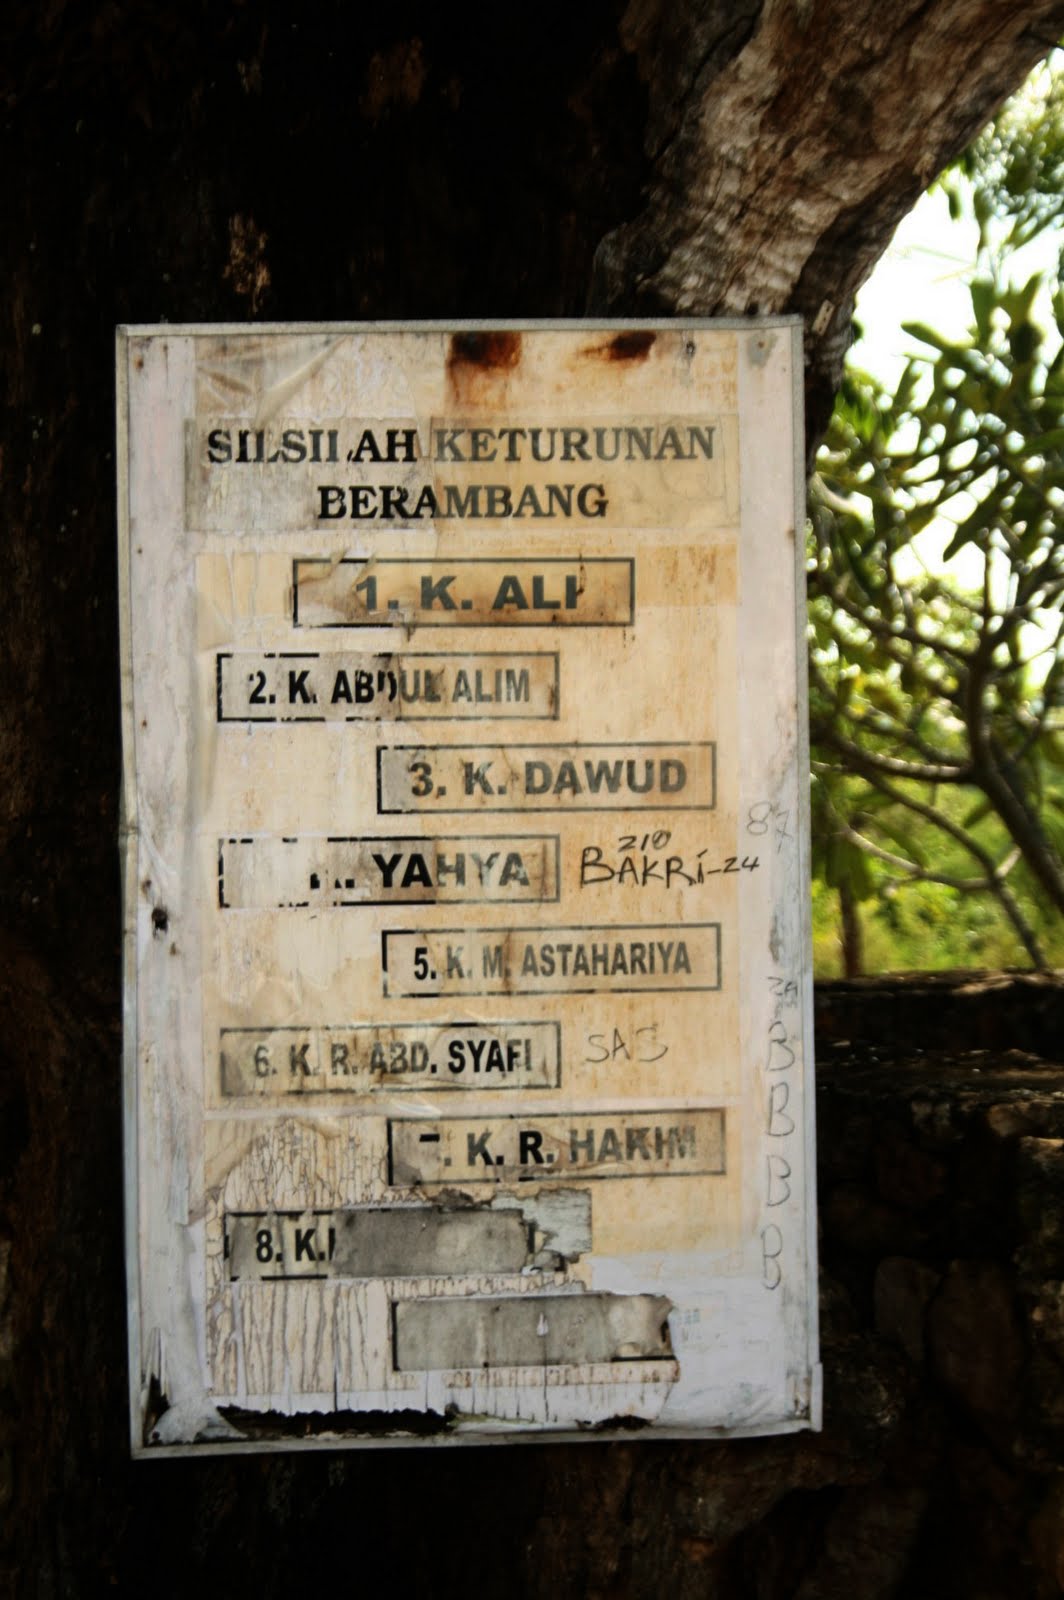 SILSILAH KETURUNAN
BERAMBANG
1. K. ALI
2. K. ABDUL ALIM
3. K. DAWUD
YAHYA
210
BAKRi-24
87
5. K. M. ASTAHARIYA
6. K. R. ABD. SYAFI
SAS
B
B
B
B
K. R. HAKIM
8. K.